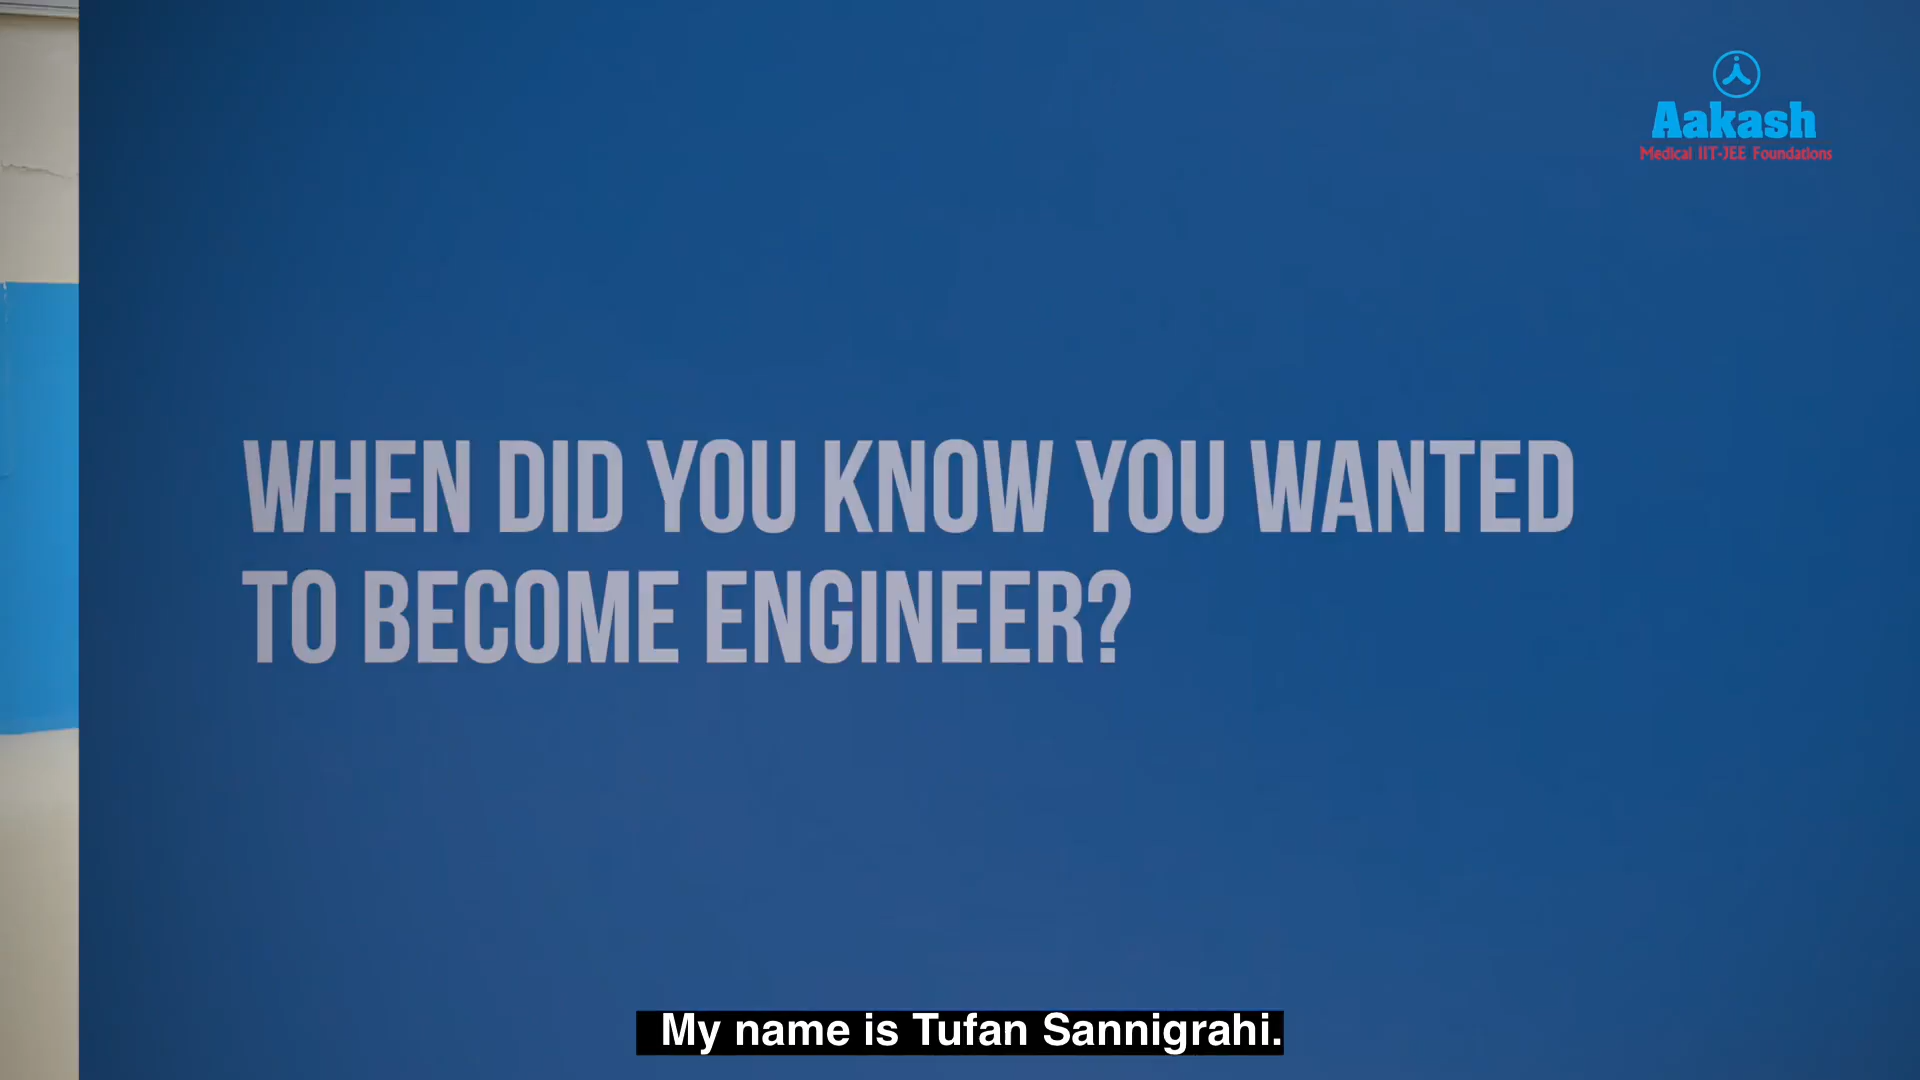 Aakash
Medical IIT-JEE Foundations
WHEN DID YOU KNOW YOU WANTED
TO BECOME ENGINEER?
My name is Tufan Sannigrahi.